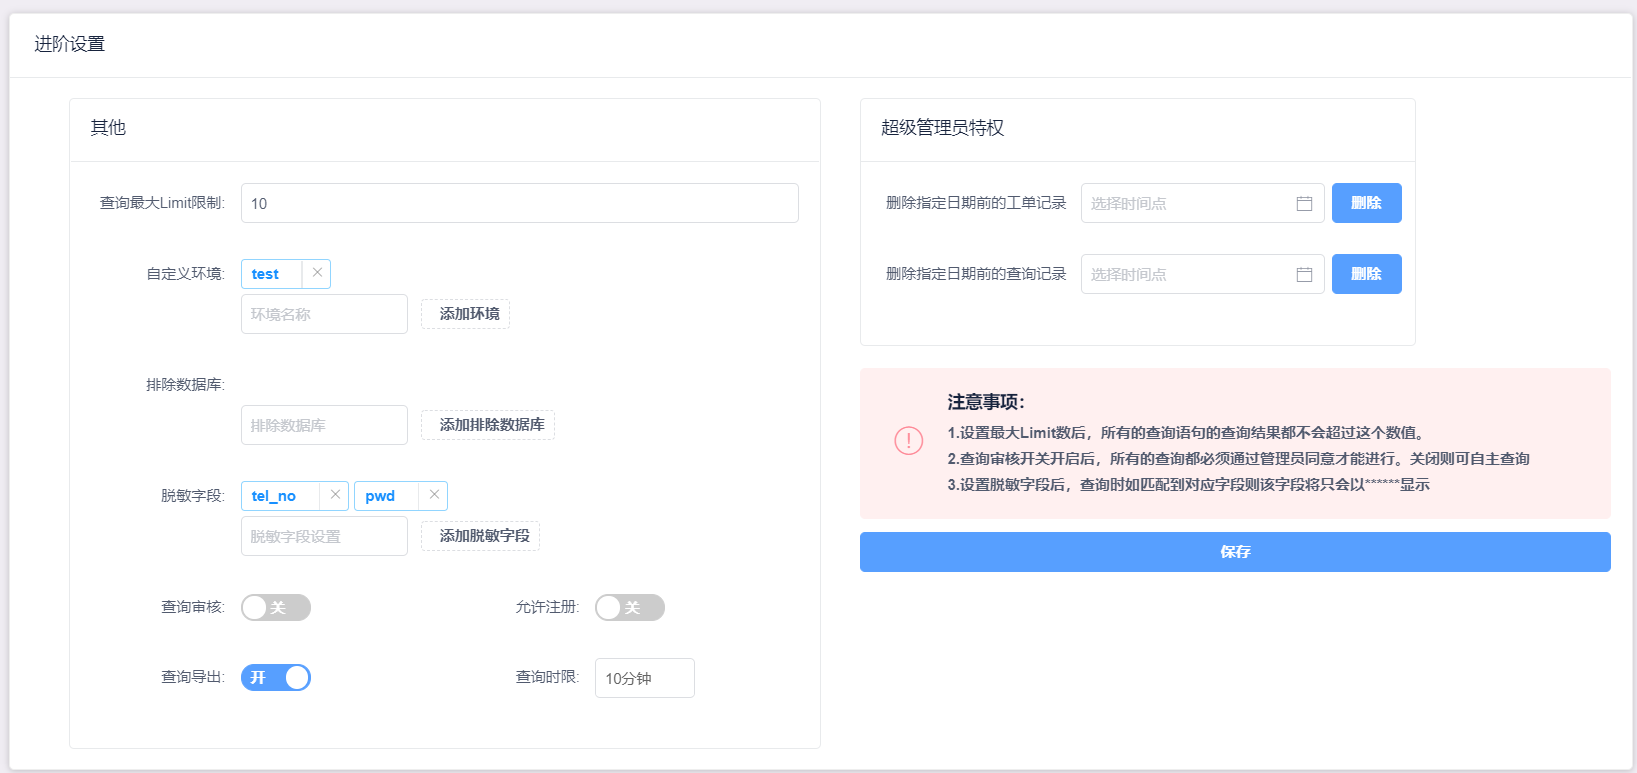 进阶设置
其他
查询最大Limit限制:
10
自定义环境:
test
环境名称
添加环境
排除数据库:
排除数据库
添加排除数据库
脱敏字段:
tel_no
pwd
脱敏字段设置
添加脱敏字段
查询审核:
关
允许注册:
关
查询导出:
开
查询时限:
10分钟
超级管理员特权
删除指定日期前的工单记录
选择时间点
删除
删除指定日期前的查询记录
选择时间点
删除
注意事项：
1.设置最大Limit数后，所有的查询语句的查询结果都不会超过这个数值。
2.查询审核开关开启后，所有的查询都必须通过管理员同意才能进行。关闭则可自主查询
3.设置脱敏字段后，查询时如匹配到对应字段则该字段将只会以******显示
保存